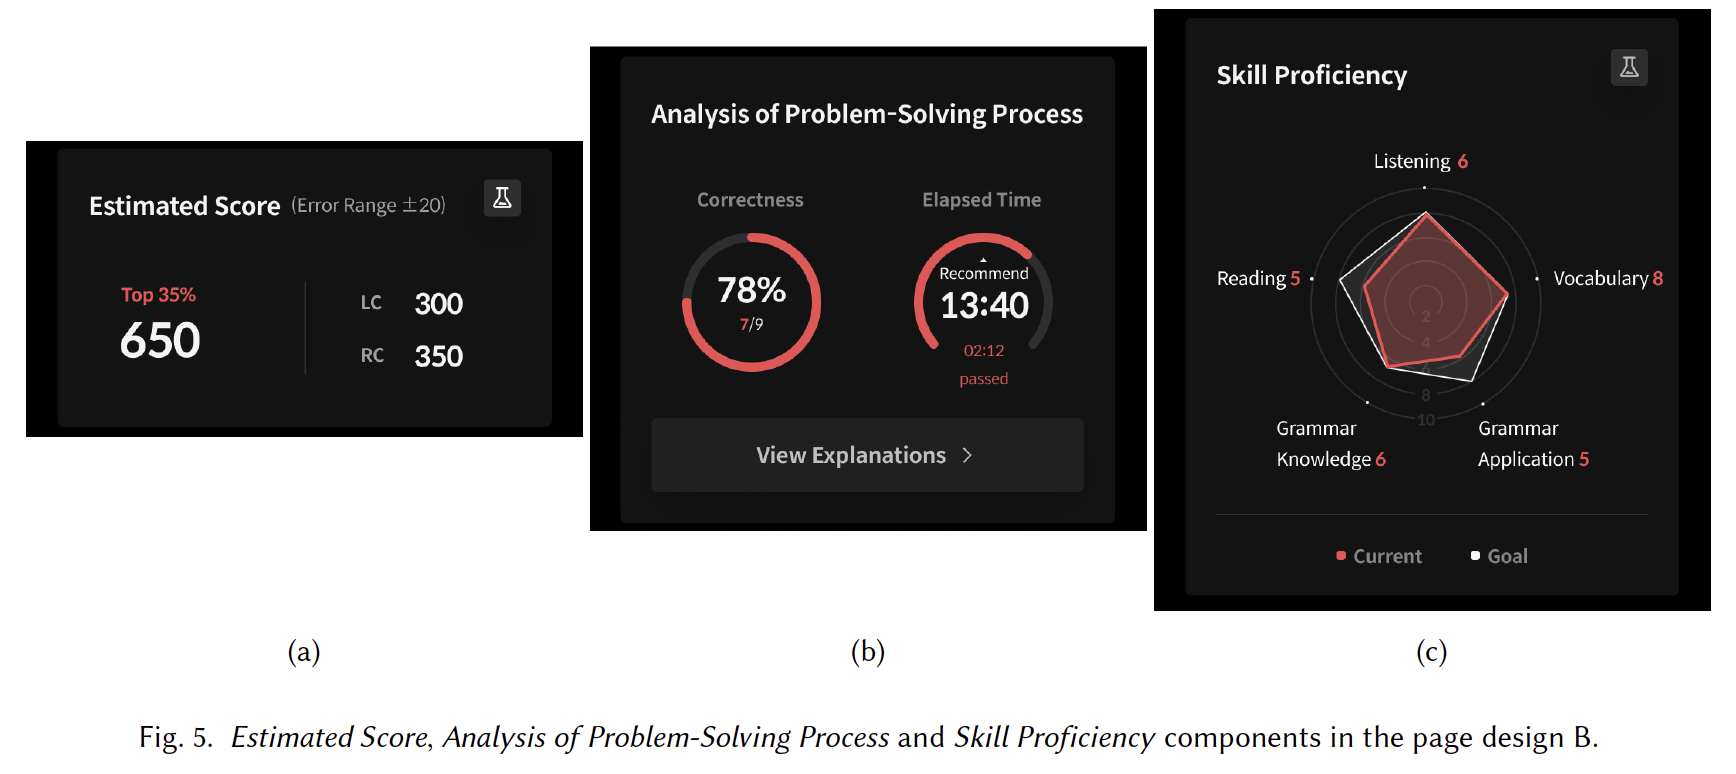 Estimated Score (Error Range ±20)
Top 35%
650
LC 300
RC 350
Analysis of Problem-Solving Process
Correctness
78%
7/9
Elapsed Time
Recommend
13:40
02:12
passed
View Explanations >
Skill Proficiency
Listening 6
Reading 5
Vocabulary 8
2
4
6
8
10
Grammar
Knowledge 6
Grammar
Application 5
Current
Goal
(a)
(b)
(c)
Fig. 5. Estimated Score, Analysis of Problem-Solving Process and Skill Proficiency components in the page design B.